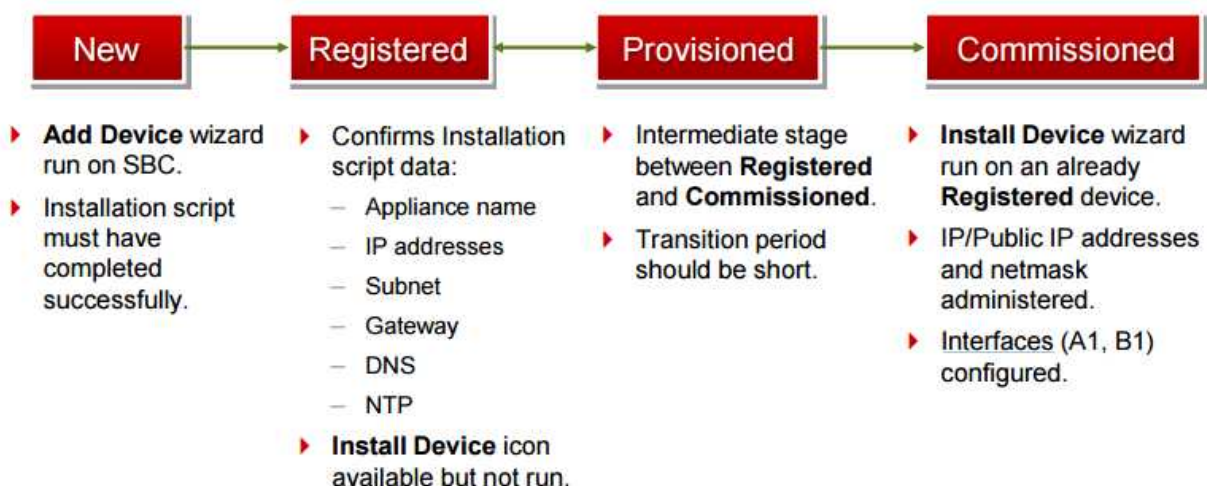 New
Registered
Provisioned
Commissioned
Add Device wizard
run on SBC.
Installation script
must have
completed
successfully.
Confirms Installation
script data:
– Appliance name
– IP addresses
– Subnet
– Gateway
– DNS
– NTP
Install Device icon
available but not run.
Intermediate stage
between Registered
and Commissioned.
Transition period
should be short.
Install Device wizard
run on an already
Registered device.
IP/Public IP addresses
and netmask
administered.
Interfaces (A1, B1)
configured.